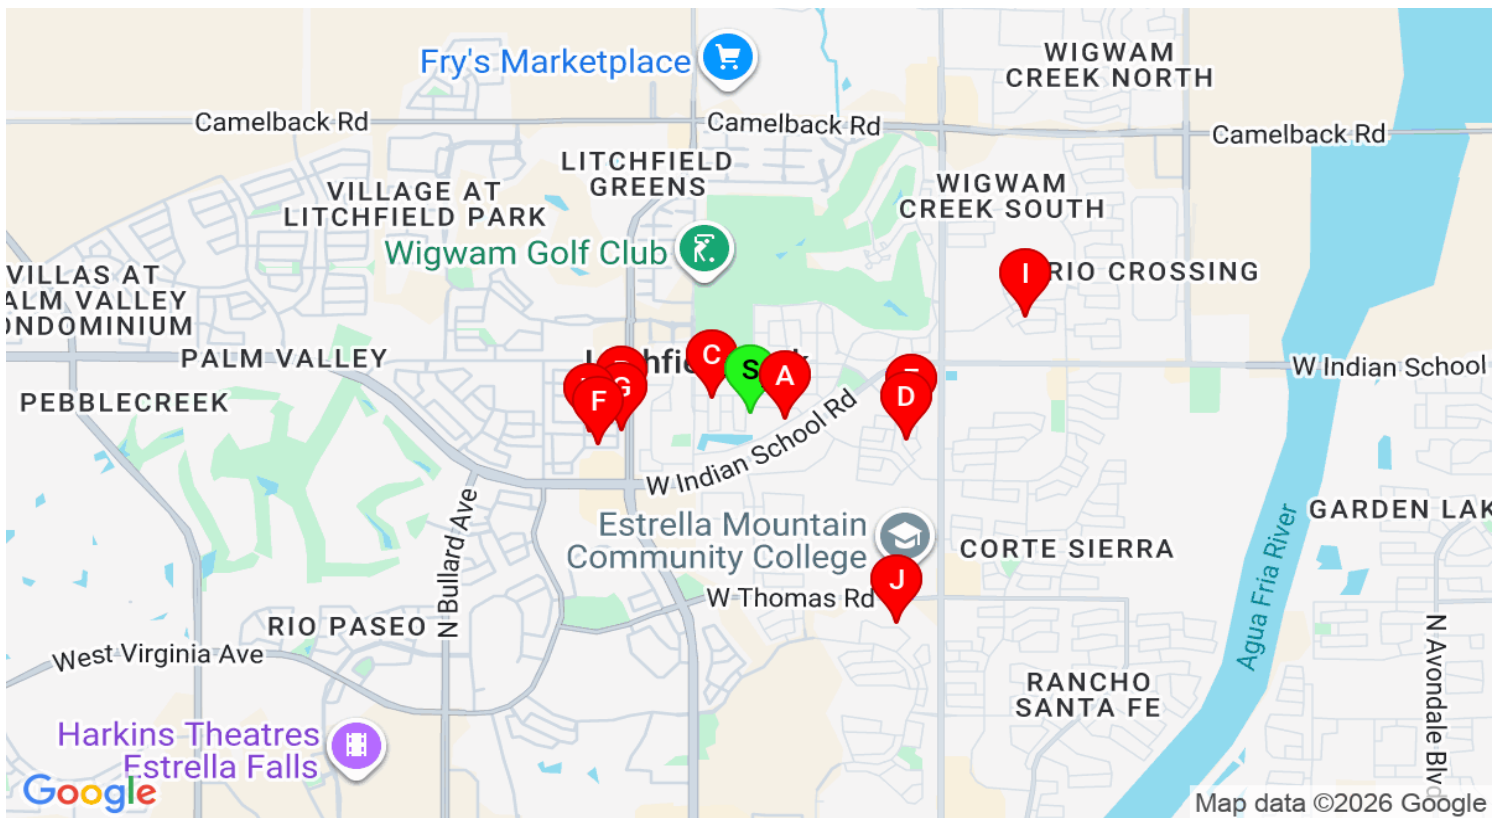 Fry's Marketplace
WIGWAM
CREEK NORTH
Camelback Rd
Camelback Rd
Camelback Rd
LITCHFIELD
GREENS
VILLAGE AT
LITCHFIELD PARK
WIGWAM
CREEK SOUTH
Wigwam Golf Club
VILLAS AT
ALM VALLEY
ONDOMINIUM
I
RIO CROSSING
PALM VALLEY
C
S
A
W Indian School
PEBBLECREEK
F
G
D
W Indian School Rd
N Bullard Ave
Estrella Mountain
Community College
GARDEN LAK
CORTE SIERRA
Agua Fria River
J
W Thomas Rd
RIO PASEO
West Virginia Ave
N Avondale Blvd
RANCHO
SANTA FE
Harkins Theatres
Estrella Falls
Google
Map data ©2026 Google